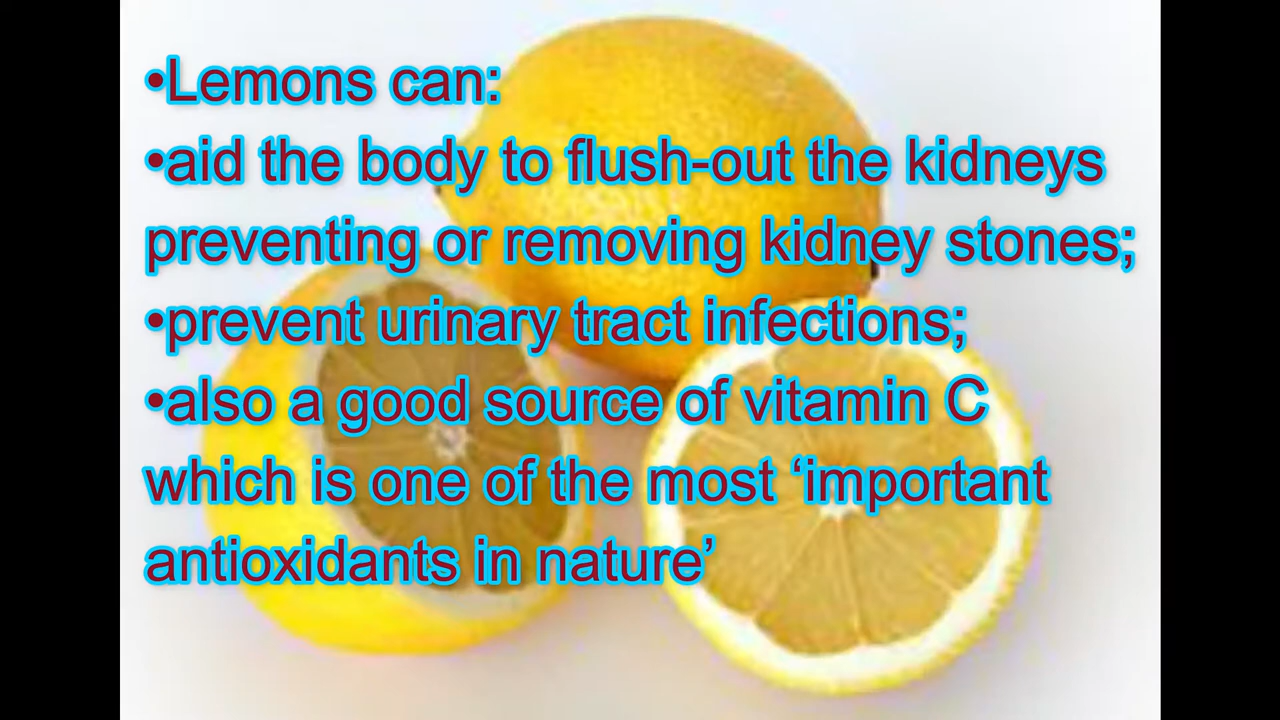 •Lemons can:
•aid the body to flush-out the kidneys
preventing or removing kidney stones;
•prevent urinary tract infections;
•also a good source of vitamin C
which is one of the most ‘important
antioxidants in nature’